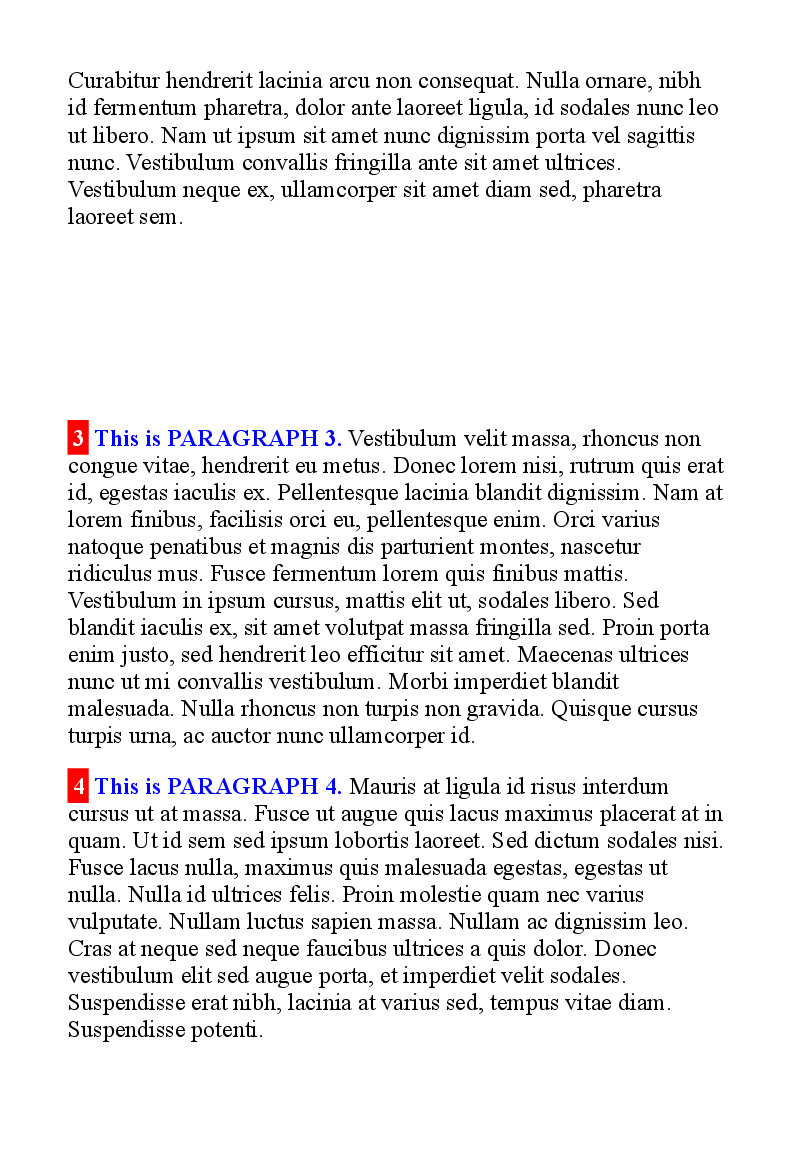 Curabitur hendrerit lacinia arcu non consequat. Nulla ornare, nibh
id fermentum pharetra, dolor ante laoreet ligula, id sodales nunc leo
ut libero. Nam ut ipsum sit amet nunc dignissim porta vel sagittis
nunc. Vestibulum convallis fringilla ante sit amet ultrices.
Vestibulum neque ex, ullamcorper sit amet diam sed, pharetra
laoreet sem.
3 This is PARAGRAPH 3. Vestibulum velit massa, rhoncus non
congue vitae, hendrerit eu metus. Donec lorem nisi, rutrum quis erat
id, egestas iaculis ex. Pellentesque lacinia blandit dignissim. Nam at
lorem finibus, facilisis orci eu, pellentesque enim. Orci varius
natoque penatibus et magnis dis parturient montes, nascetur
ridiculus mus. Fusce fermentum lorem quis finibus mattis.
Vestibulum in ipsum cursus, mattis elit ut, sodales libero. Sed
blandit iaculis ex, sit amet volutpat massa fringilla sed. Proin porta
enim justo, sed hendrerit leo efficitur sit amet. Maecenas ultrices
nunc ut mi convallis vestibulum. Morbi imperdiet blandit
malesuada. Nulla rhoncus non turpis non gravida. Quisque cursus
turpis urna, ac auctor nunc ullamcorper id.
4 This is PARAGRAPH 4. Mauris at ligula id risus interdum
cursus ut at massa. Fusce ut augue quis lacus maximus placerat at in
quam. Ut id sem sed ipsum lobortis laoreet. Sed dictum sodales nisi.
Fusce lacus nulla, maximus quis malesuada egestas, egestas ut
nulla. Nulla id ultrices felis. Proin molestie quam nec varius
vulputate. Nullam luctus sapien massa. Nullam ac dignissim leo.
Cras at neque sed neque faucibus ultrices a quis dolor. Donec
vestibulum elit sed augue porta, et imperdiet velit sodales.
Suspendisse erat nibh, lacinia at varius sed, tempus vitae diam.
Suspendisse potenti.